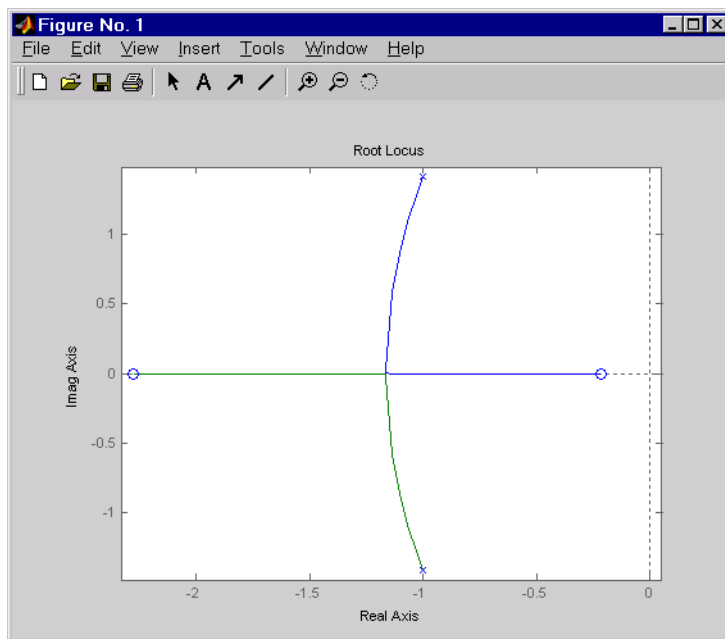 Figure No. 1
File Edit View Insert Tools Window Help
A
Root Locus
1
0.5
0
-0.5
-1
Imag Axis
-2 -1.5 -1 -0.5 0
Real Axis